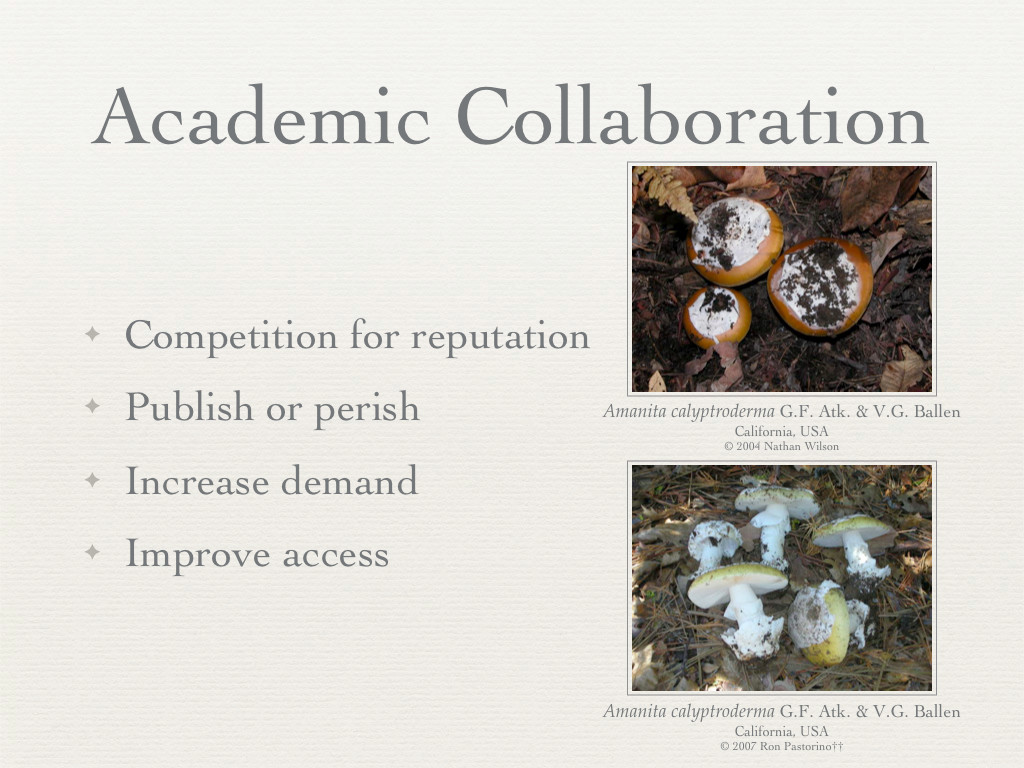 Academic Collaboration
Competition for reputation
Publish or perish
Increase demand
Improve access
Amanita calyptroderma G.F. Atk. & V.G. Ballen
California, USA
© 2004 Nathan Wilson
Amanita calyptroderma G.F. Atk. & V.G. Ballen
California, USA
© 2007 Ron Pastorino††